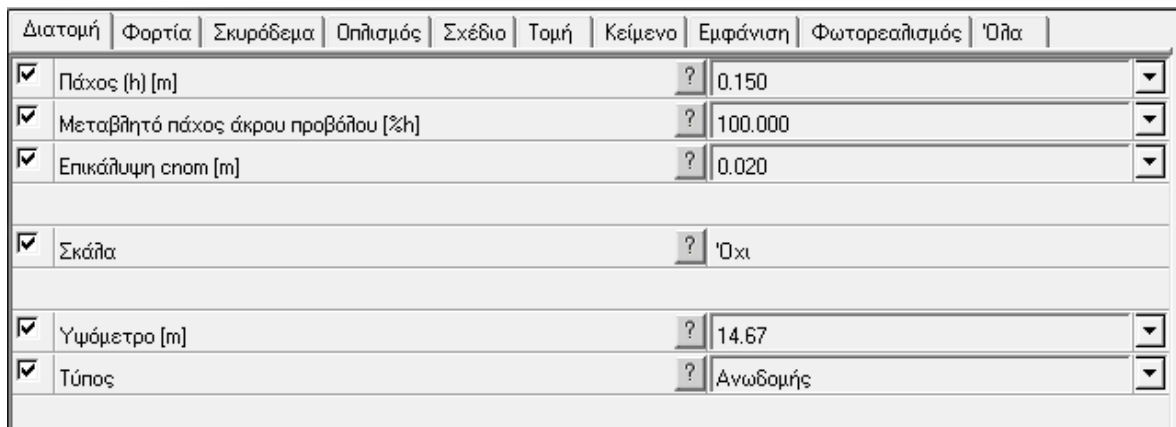 Διατομή Φορτία Σκυρόδεμα Οπλισμός Σχέδιο Τομή Κείμενο Εμφάνιση Φωτορεαλισμός Όλα
Πάχος (h) [m] ? 0.150
Μεταβλητό πάχος άκρου προβόλου [%h] ? 100.000
Επικάλυψη cnom [m] ? 0.020
Σκάλα ? Όχι
Υψόμετρο [m] ? 14.67
Τύπος ? Ανωδομής